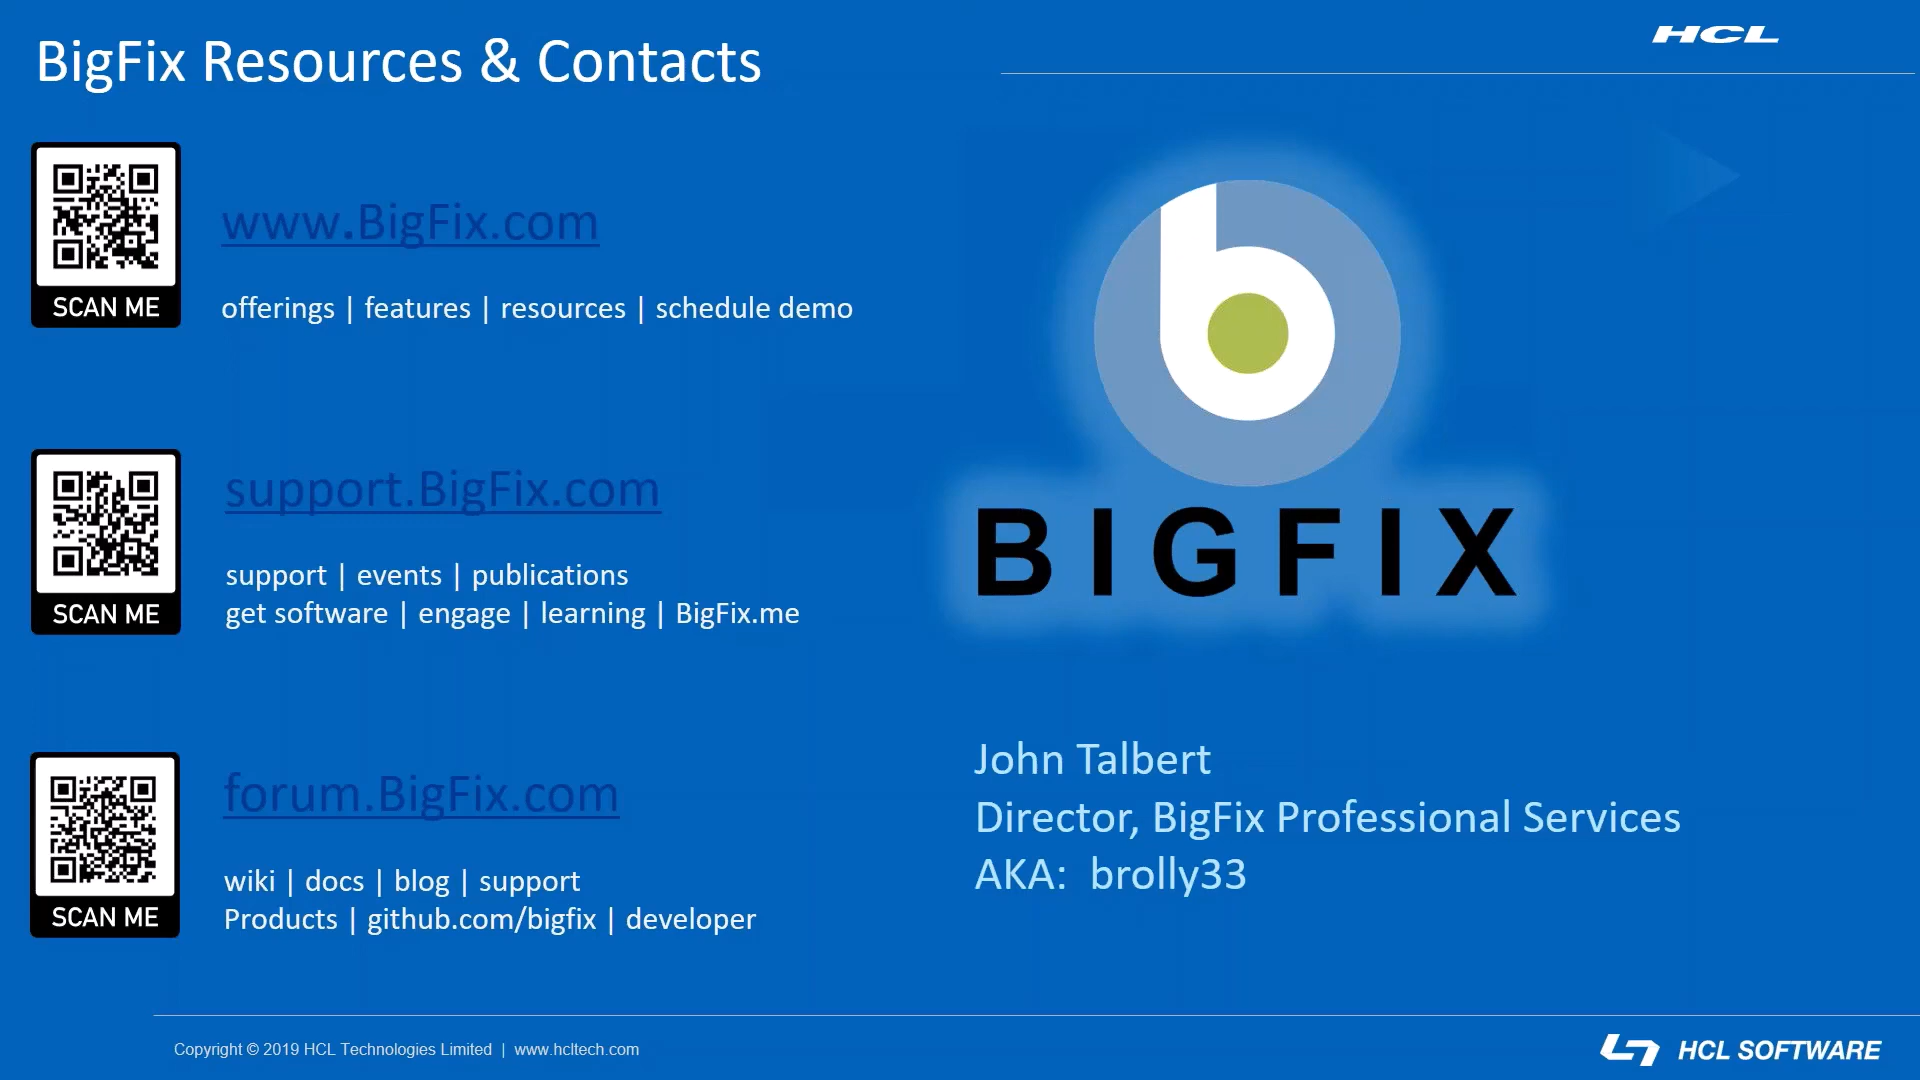 BigFix Resources & Contacts
HCL
SCAN ME
www.BigFix.com
offerings | features | resources | schedule demo
SCAN ME
support.BigFix.com
support | events | publications
get software | engage | learning | BigFix.me
SCAN ME
forum.BigFix.com
wiki | docs | blog | support
Products | github.com/bigfix | developer
b
BIGFIX
John Talbert
Director, BigFix Professional Services
AKA: brolly33
Copyright © 2019 HCL Technologies Limited | www.hcltech.com
HCL SOFTWARE